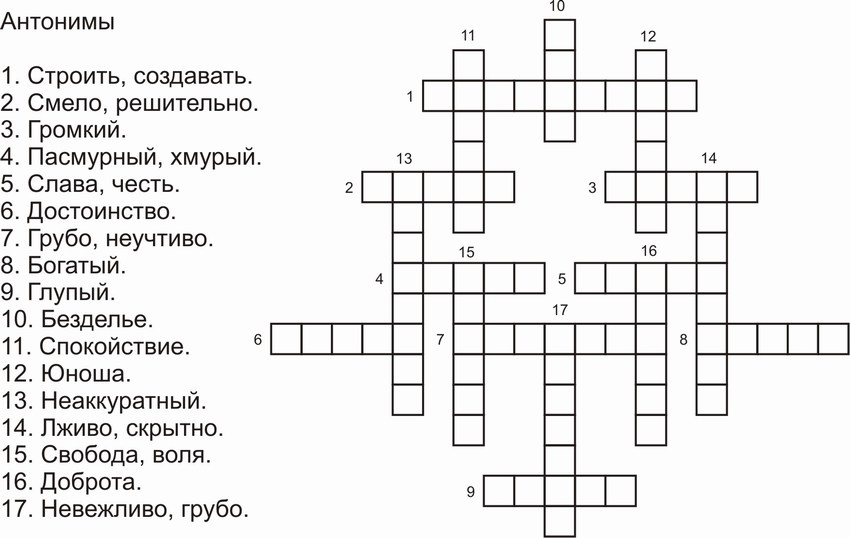 Антонимы
1. Строить, создавать.
2. Смело, решительно.
3. Громкий.
4. Пасмурный, хмурый.
5. Слава, честь.
6. Достоинство.
7. Грубо, неучтиво.
8. Богатый.
9. Глупый.
10. Безделье.
11. Спокойствие.
12. Юноша.
13. Неаккуратный.
14. Лживо, скрытно.
15. Свобода, воля.
16. Доброта.
17. Невежливо, грубо.
10
11 12
1
13 14
2 3
15 16
4 5
17
6 7 8
9